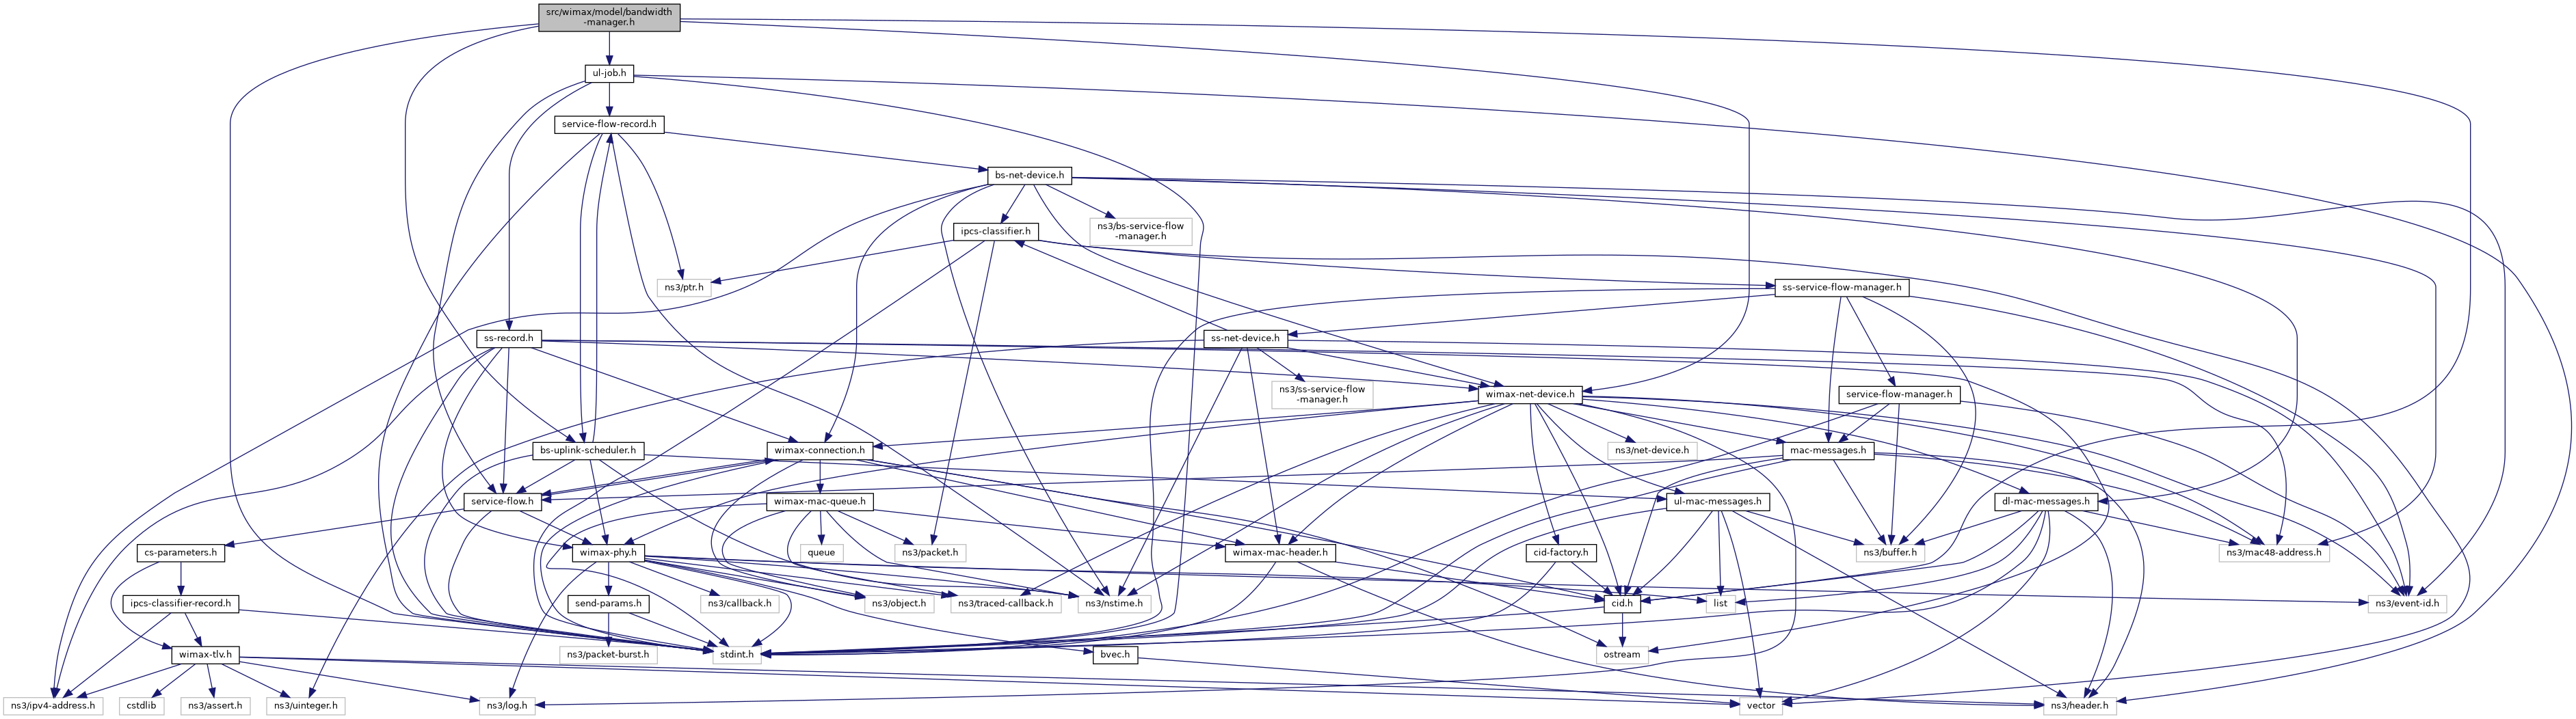 src/wimax/model/bandwidth
-manager.h
ul-job.h
service-flow-record.h
bs-net-device.h
ipcs-classifier.h
ns3/bs-service-flow
-manager.h
ns3/ptr.h
ss-service-flow-manager.h
ss-record.h
ss-net-device.h
ns3/ss-service-flow
-manager.h
wimax-net-device.h
service-flow-manager.h
bs-uplink-scheduler.h
wimax-connection.h
ns3/net-device.h
mac-messages.h
service-flow.h
wimax-mac-queue.h
ul-mac-messages.h
dl-mac-messages.h
cs-parameters.h
wimax-phy.h
queue
ns3/packet.h
wimax-mac-header.h
cid-factory.h
ns3/buffer.h
ns3/mac48-address.h
ipcs-classifier-record.h
send-params.h
ns3/callback.h
ns3/object.h
ns3/traced-callback.h
ns3/nstime.h
cid.h
list
ns3/event-id.h
wimax-tlv.h
ns3/packet-burst.h
stdint.h
bvec.h
ostream
ns3/ipv4-address.h
cstdlib
ns3/assert.h
ns3/uinteger.h
ns3/log.h
vector
ns3/header.h